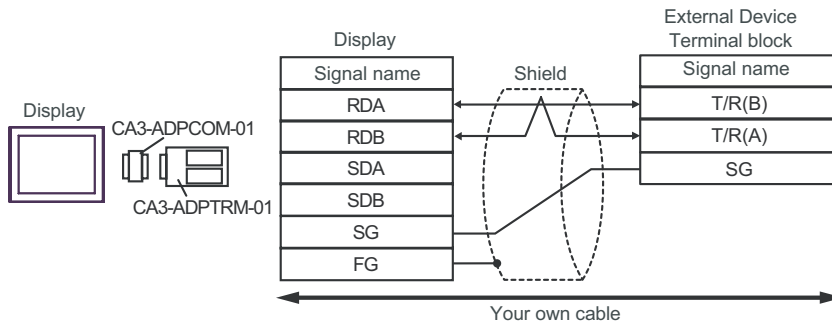 External Device
Terminal block
Display
Signal name
Shield
Signal name
Display
CA3-ADPCOM-01
CA3-ADPTRM-01
RDA
T/R(B)
RDB
T/R(A)
SDA
SG
SDB
SG
FG
Your own cable